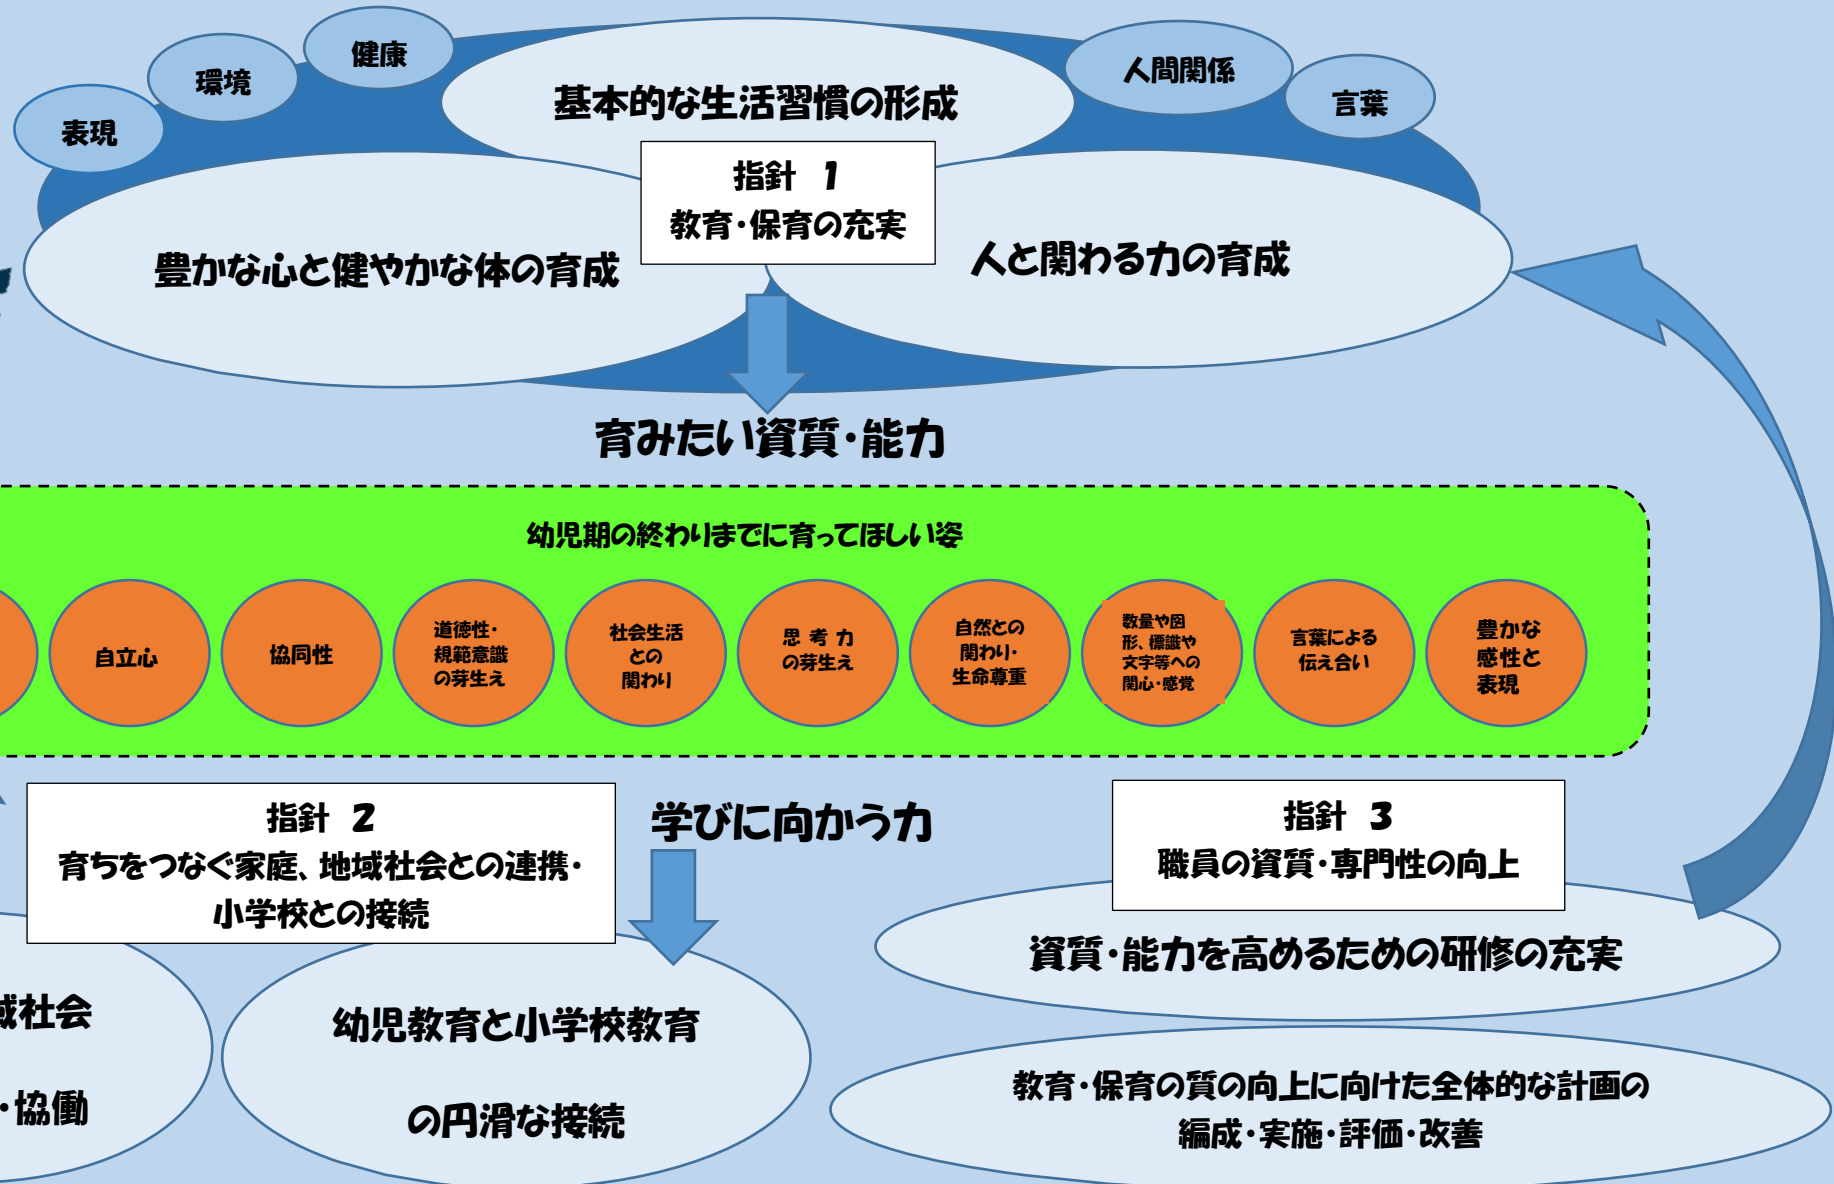 健康
環境
表現
人間関係
言葉
基本的な生活習慣の形成
指針 1
教育・保育の充実
豊かな心と健やかな体の育成
人と関わる力の育成
育みたい資質・能力
幼児期の終わりまでに育ってほしい姿
自立心
協同性
道徳性・
規範意識
の芽生え
社会生活
との
関わり
思 考 力
の芽生え
自然との
関わり・
生命尊重
数量や図
形、標識や
文字等への
関心・感覚
言葉による
伝え合い
豊かな
感性と
表現
指針 2
育ちをつなぐ家庭、地域社会との連携・
小学校との接続
学びに向かう力
指針 3
職員の資質・専門性の向上
域社会
・協働
幼児教育と小学校教育
の円滑な接続
資質・能力を高めるための研修の充実
教育・保育の質の向上に向けた全体的な計画の
編成・実施・評価・改善